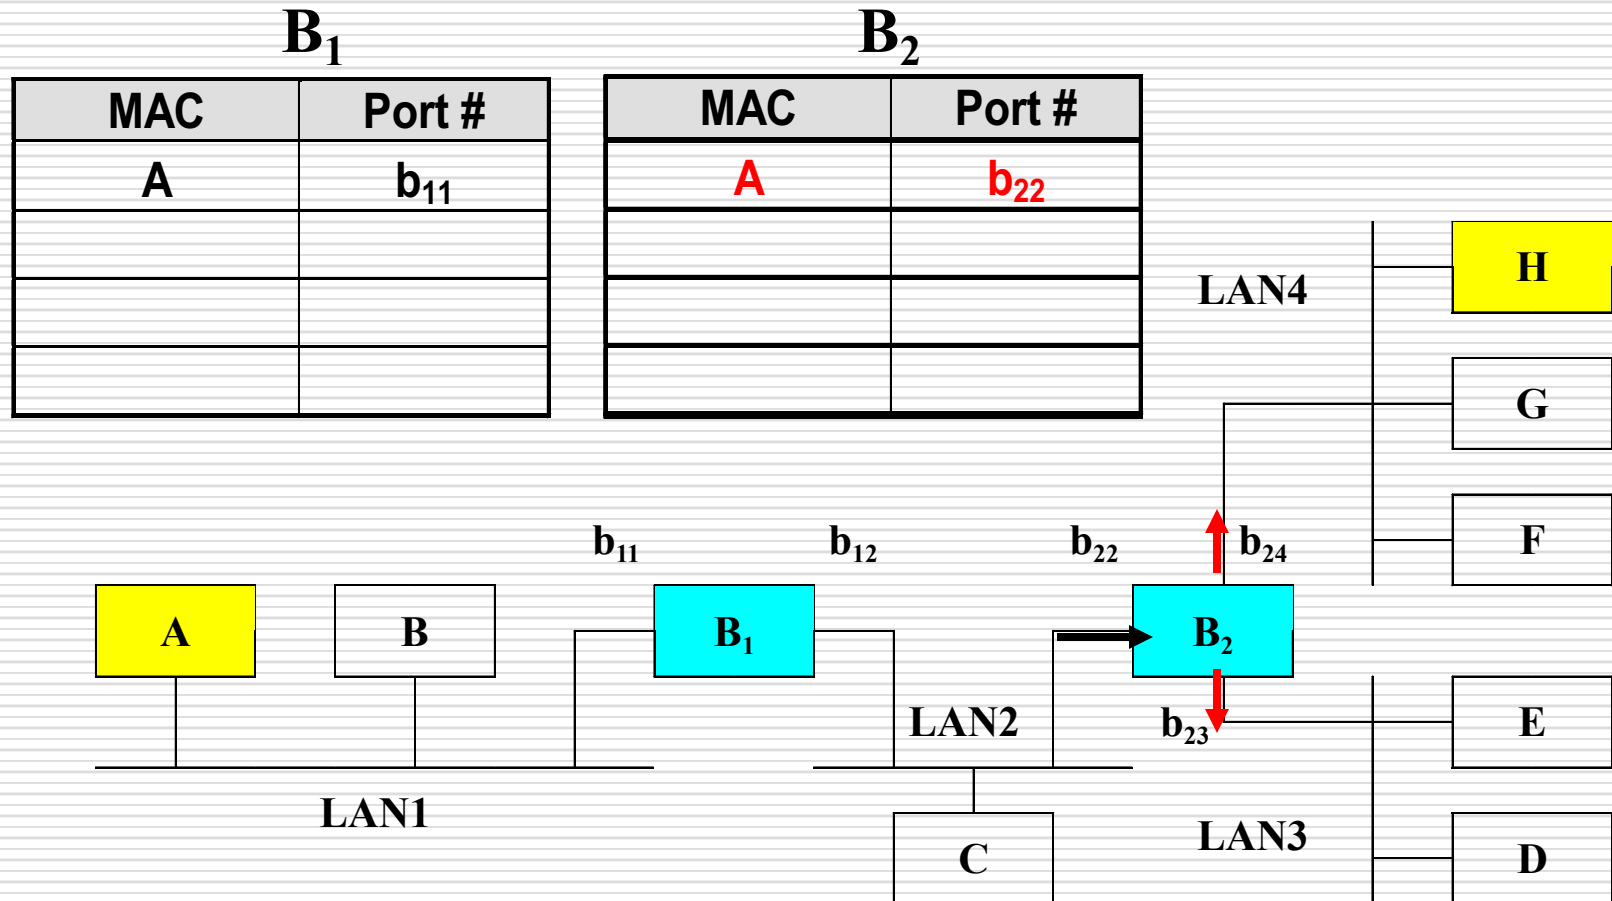 B₁ B₂
MAC Port # MAC Port #
A b₁₁ A b₂₂
H
LAN4
G
b₁₁ b₁₂ b₂₂ b₂₄ F
A B B₁ B₂
LAN2 b₂₃ E
LAN1 LAN3
C D